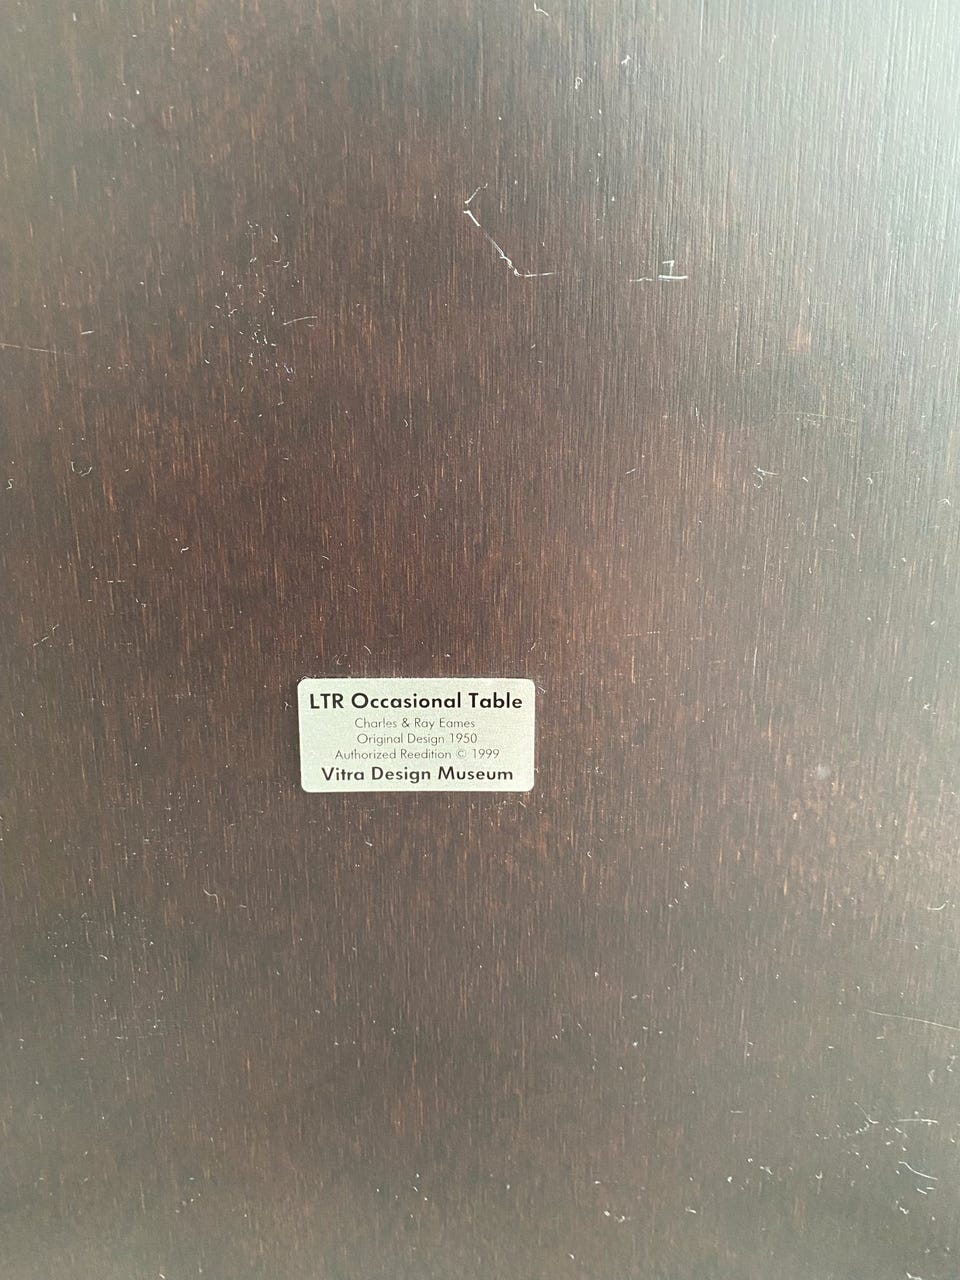 LTR Occasional Table
Charles & Ray Eames
Original Design 1950
Authorized Reedition © 1999
Vitra Design Museum